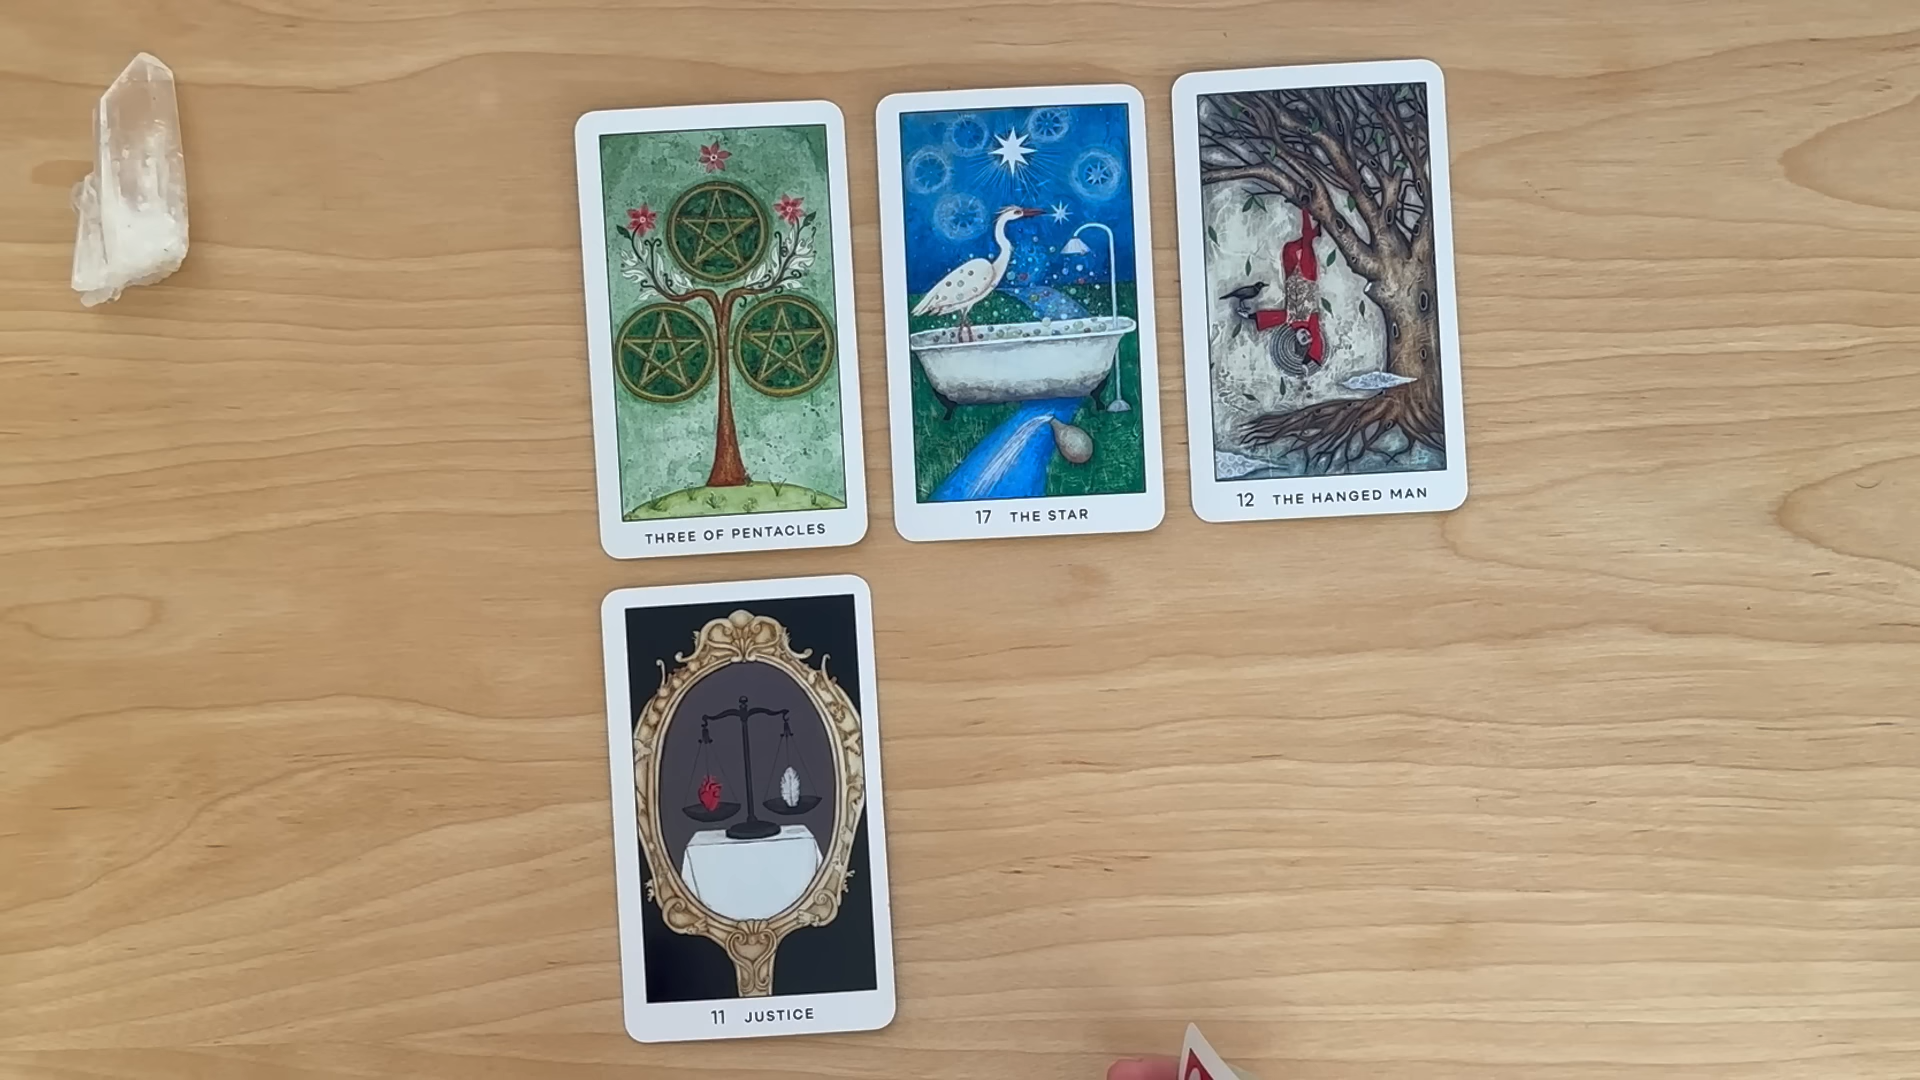 THREE OF PENTACLES
17 THE STAR
12 THE HANGED MAN
11 JUSTICE